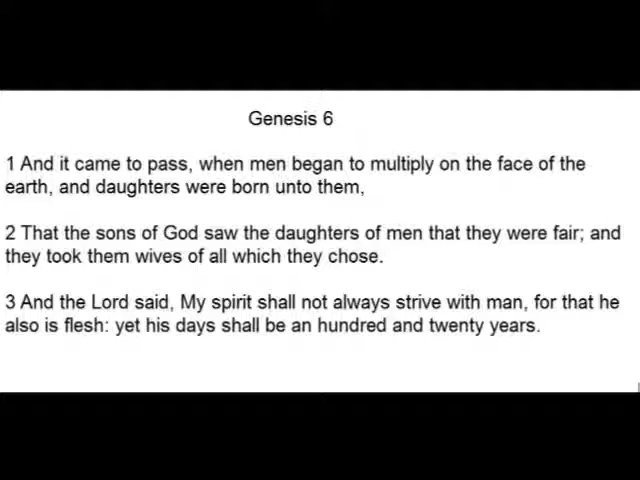 Genesis 6
1 And it came to pass, when men began to multiply on the face of the
earth, and daughters were born unto them,
2 That the sons of God saw the daughters of men that they were fair; and
they took them wives of all which they chose.
3 And the Lord said, My spirit shall not always strive with man, for that he
also is flesh: yet his days shall be an hundred and twenty years.